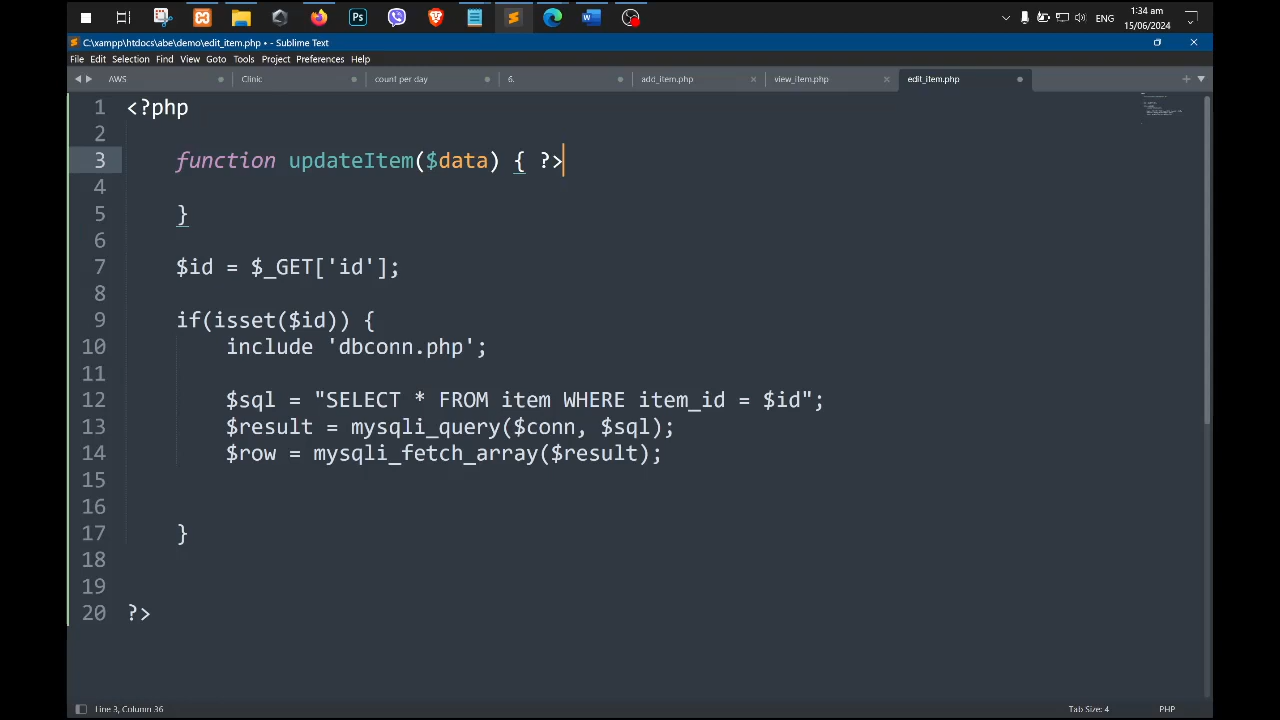 1:34 am
ENG
15/06/2024
C:\xampp\htdocs\abe\demo\edit_item.php • - Sublime Text
File Edit Selection Find View Goto Tools Project Preferences Help
AWS Clinic count per day 6. add_item.php view_item.php edit_item.php
1 <?php
2
3 function updateItem($data) { ?>
4
5 }
6
7 $id = $_GET['id'];
8
9 if(isset($id)) {
10 include 'dbconn.php';
11
12 $sql = "SELECT * FROM item WHERE item_id = $id";
13 $result = mysqli_query($conn, $sql);
14 $row = mysqli_fetch_array($result);
15
16
17 }
18
19
20 ?>
Line 3, Column 36 Tab Size: 4 PHP